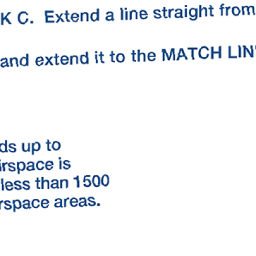 K C. Extend a line straight from
and extend it to the MATCH LIN
ds up to
irspace is
less than 1500
rspace areas.